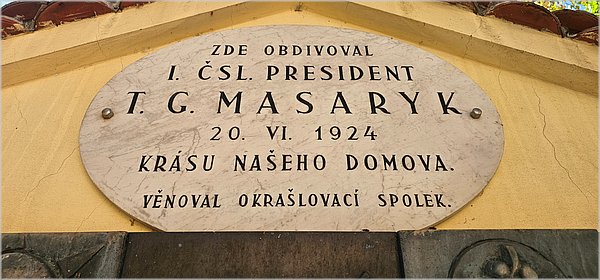 ZDE OBDIVOVAL
I. ČSL. PRESIDENT
T. G. MASARYK
20. VI. 1924
KRÁSU NAŠEHO DOMOVA.
VĚNOVAL OKRAŠLOVACÍ SPOLEK.